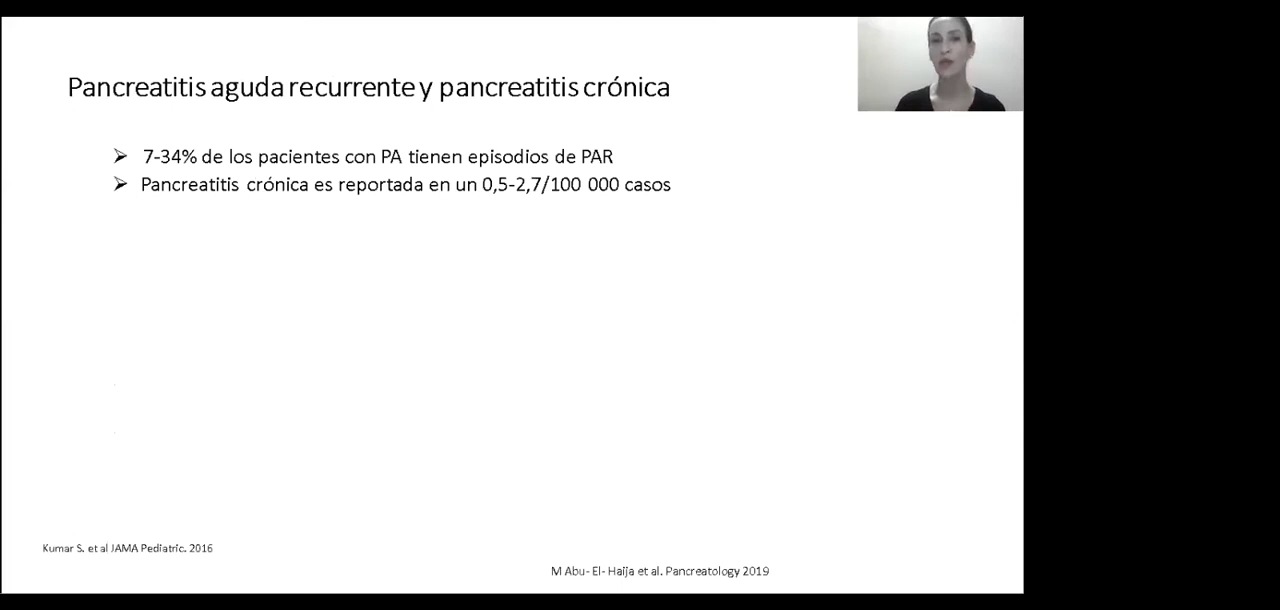 Pancreatitis aguda recurrente y pancreatitis crónica
➢ 7-34% de los pacientes con PA tienen episodios de PAR
➢ Pancreatitis crónica es reportada en un 0,5-2,7/100 000 casos
Kumar S. et al JAMA Pediatric. 2016
M Abu- El- Haija et al. Pancreatology 2019